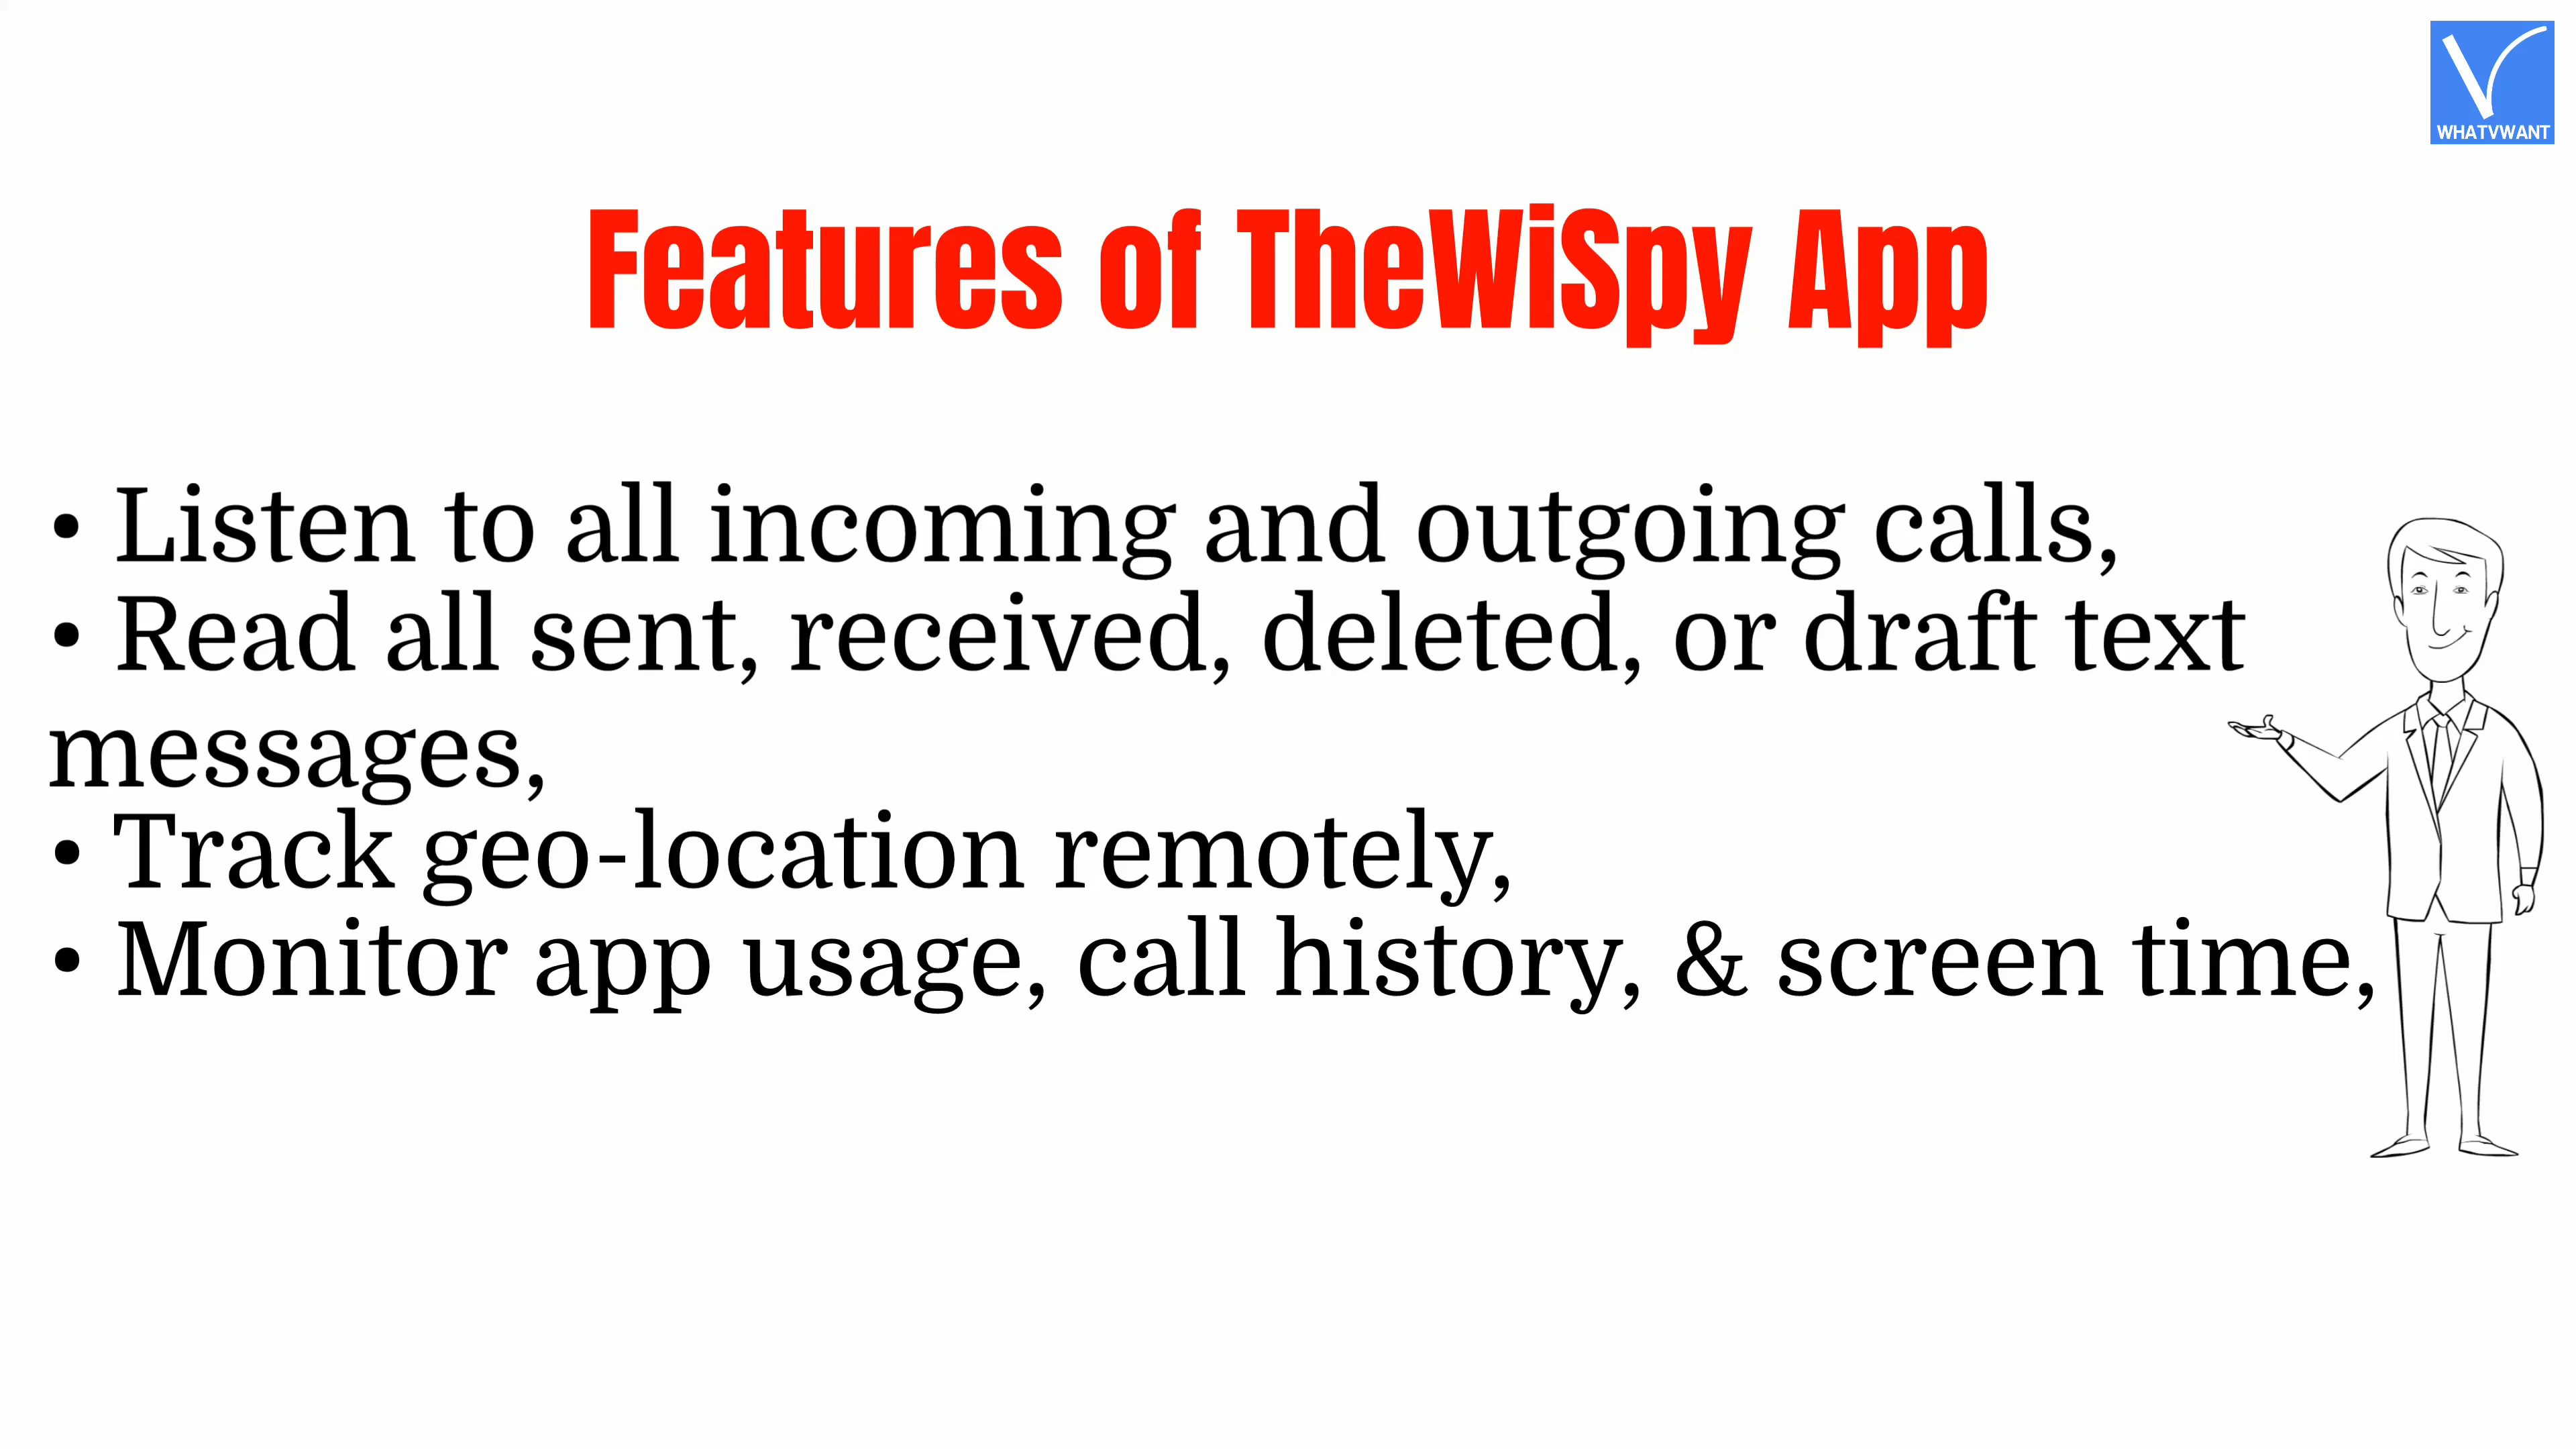 WHATVWANT
Features of TheWiSpy App
• Listen to all incoming and outgoing calls,
• Read all sent, received, deleted, or draft text
messages,
• Track geo-location remotely,
• Monitor app usage, call history, & screen time,